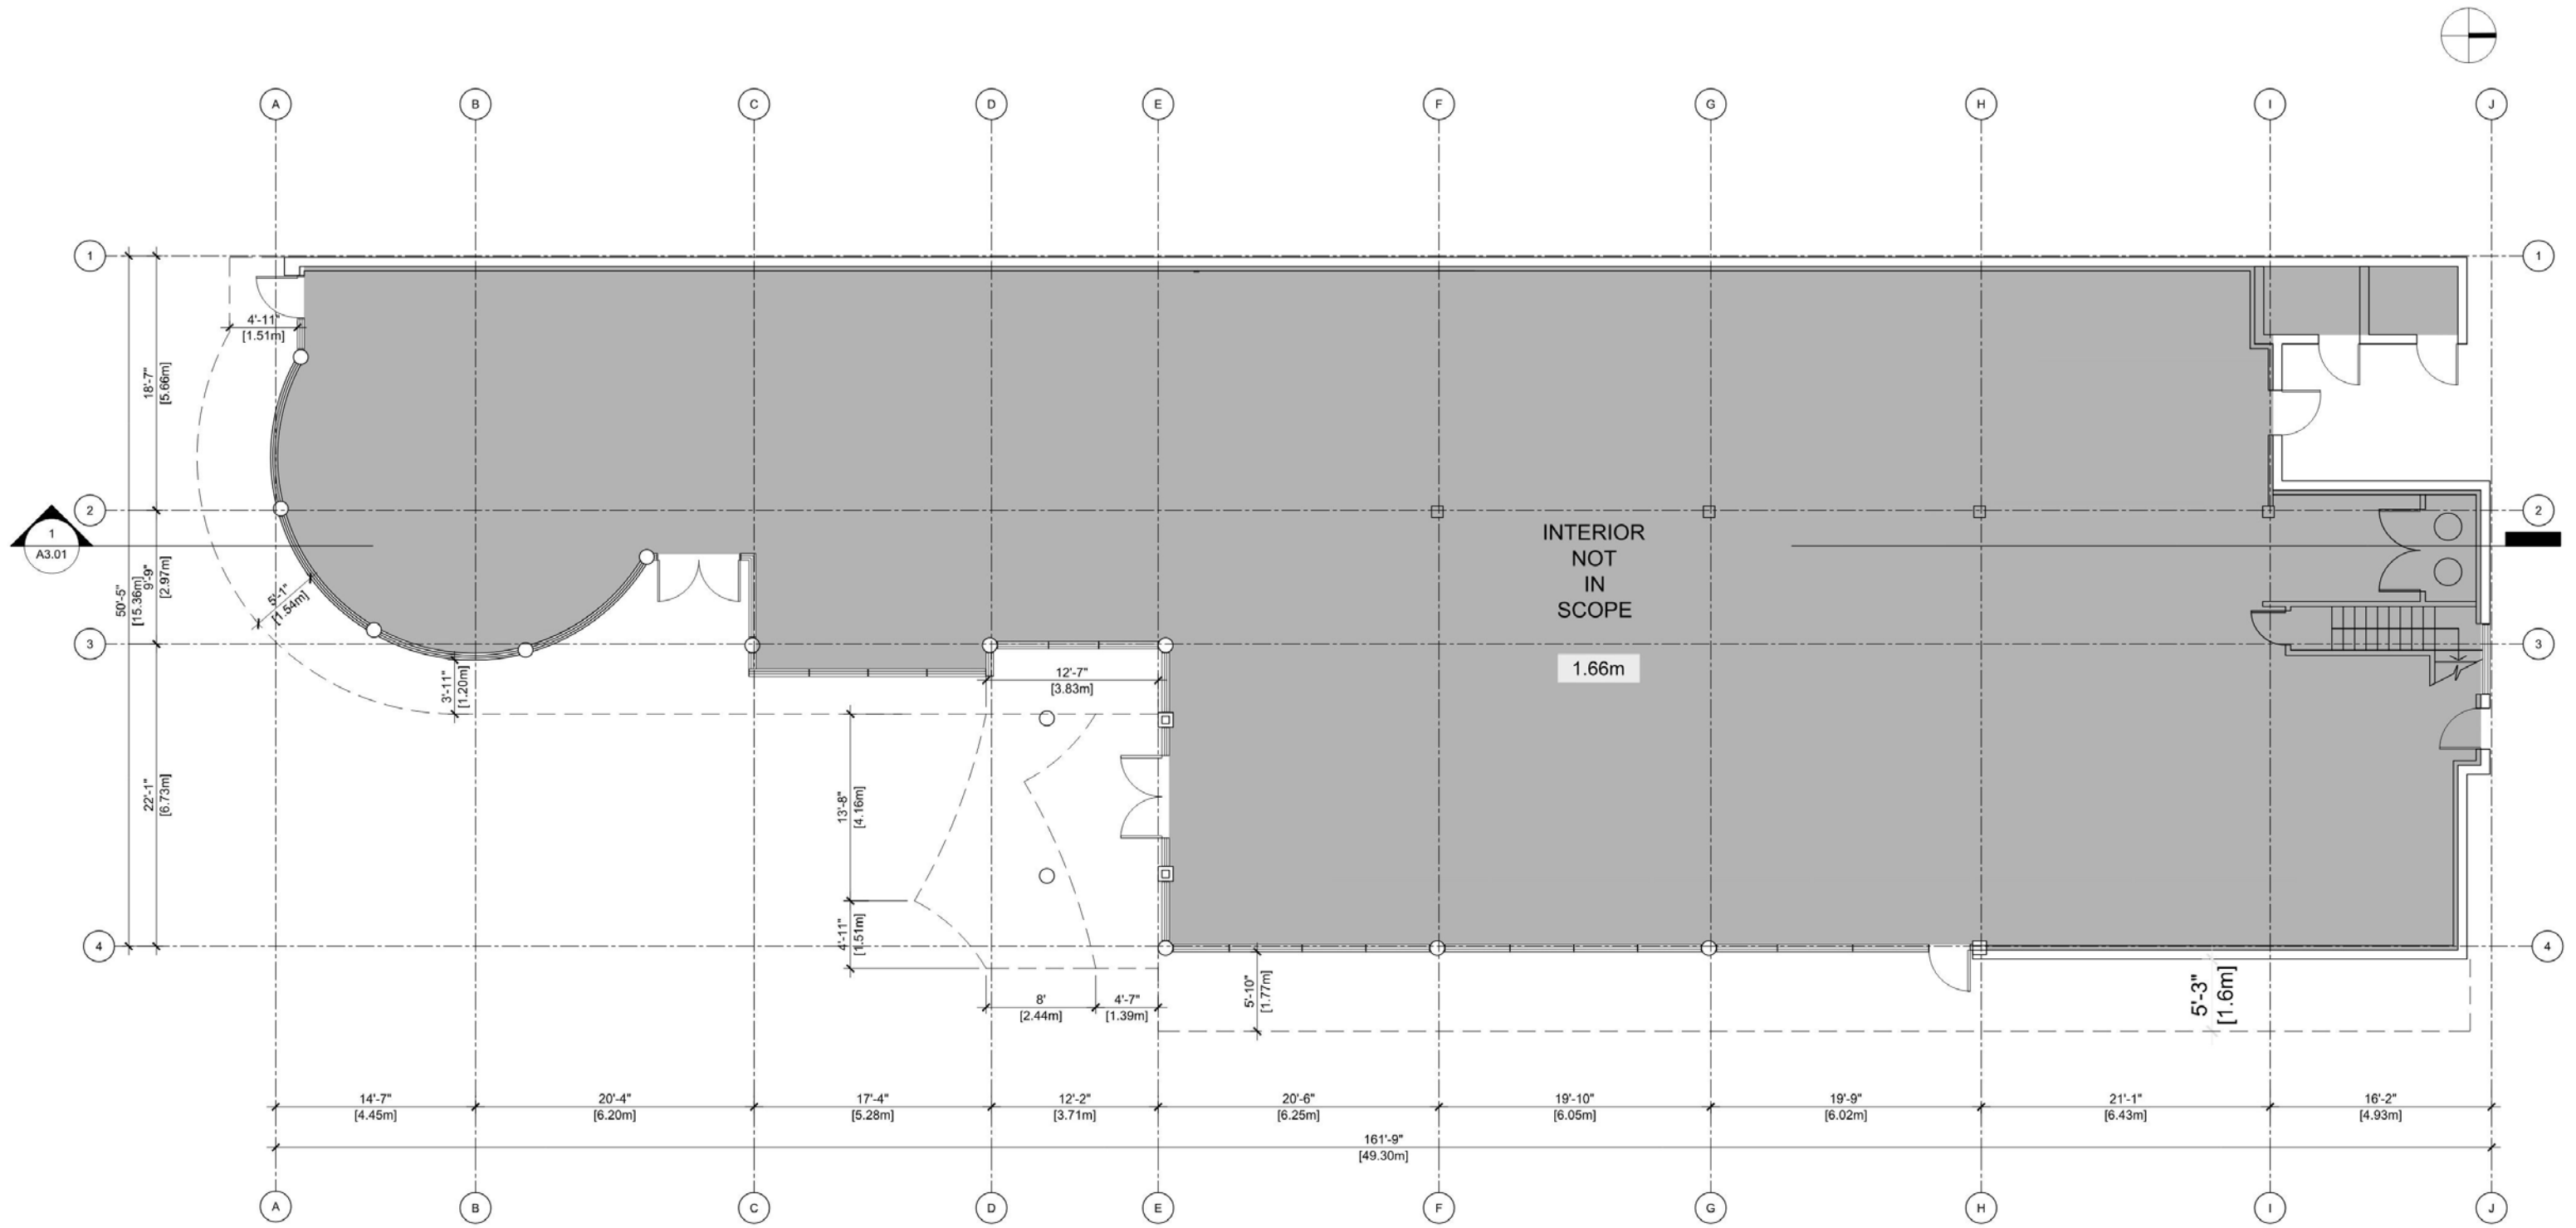 A
B
C
D
E
F
G
H
I
J
1
1
4'-11"
[1.51m]
18'-7"
[5.66m]
2
2
1
A3.01
INTERIOR
NOT
IN
SCOPE
50'-5"
[15.36m]
9'-9"
[2.97m]
5'-1"
[1.54m]
3
3
1.66m
3'-11"
[1.20m]
12'-7"
[3.83m]
22'-1"
[6.73m]
13'-8"
[4.16m]
4'-11"
[1.51m]
4
4
5'-10"
[1.77m]
5'-3"
[1.6m]
8'
[2.44m]
4'-7"
[1.39m]
14'-7"
[4.45m]
20'-4"
[6.20m]
17'-4"
[5.28m]
12'-2"
[3.71m]
20'-6"
[6.25m]
19'-10"
[6.05m]
19'-9"
[6.02m]
21'-1"
[6.43m]
16'-2"
[4.93m]
161'-9"
[49.30m]
A
B
C
D
E
F
G
H
I
J